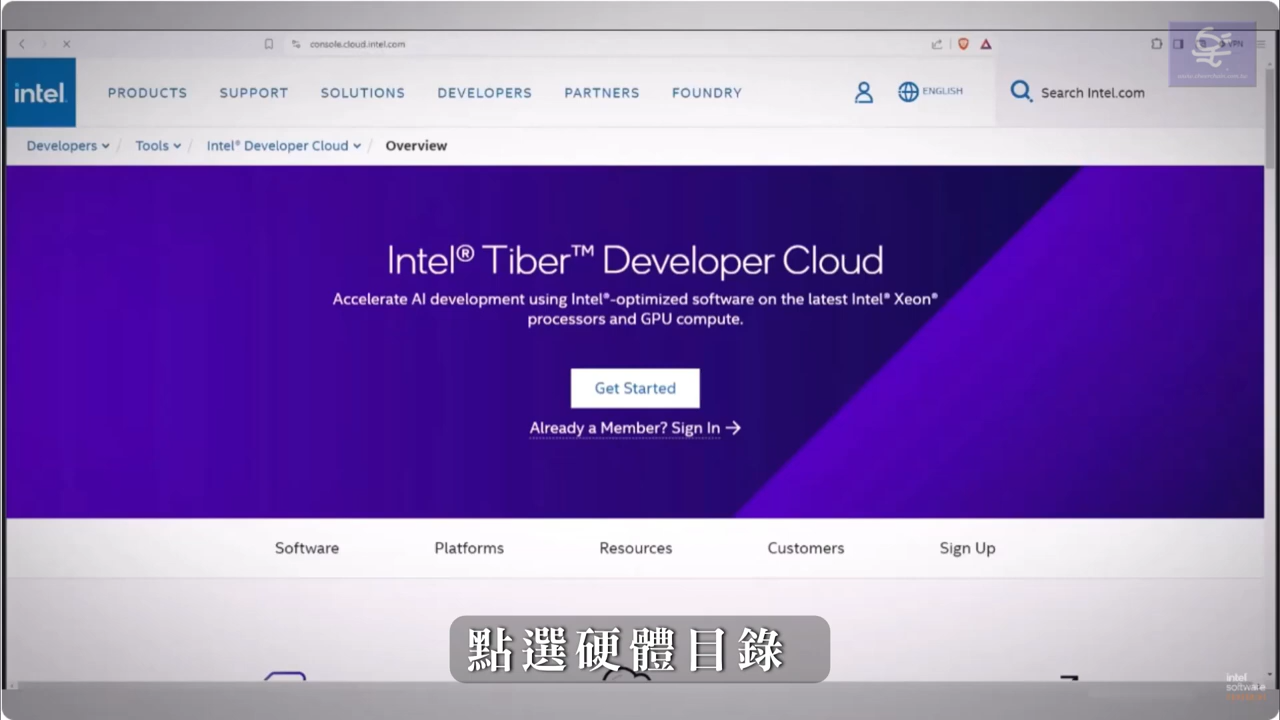 console.cloud.intel.com
VPN
intel.
PRODUCTS
SUPPORT
SOLUTIONS
DEVELOPERS
PARTNERS
FOUNDRY
ENGLISH
Search Intel.com
Developers / Tools / Intel® Developer Cloud / Overview
Intel® Tiber™ Developer Cloud
Accelerate AI development using Intel®-optimized software on the latest Intel® Xeon®
processors and GPU compute.
Get Started
Already a Member? Sign In →
Software
Platforms
Resources
Customers
Sign Up
點選硬體目錄
intel
software